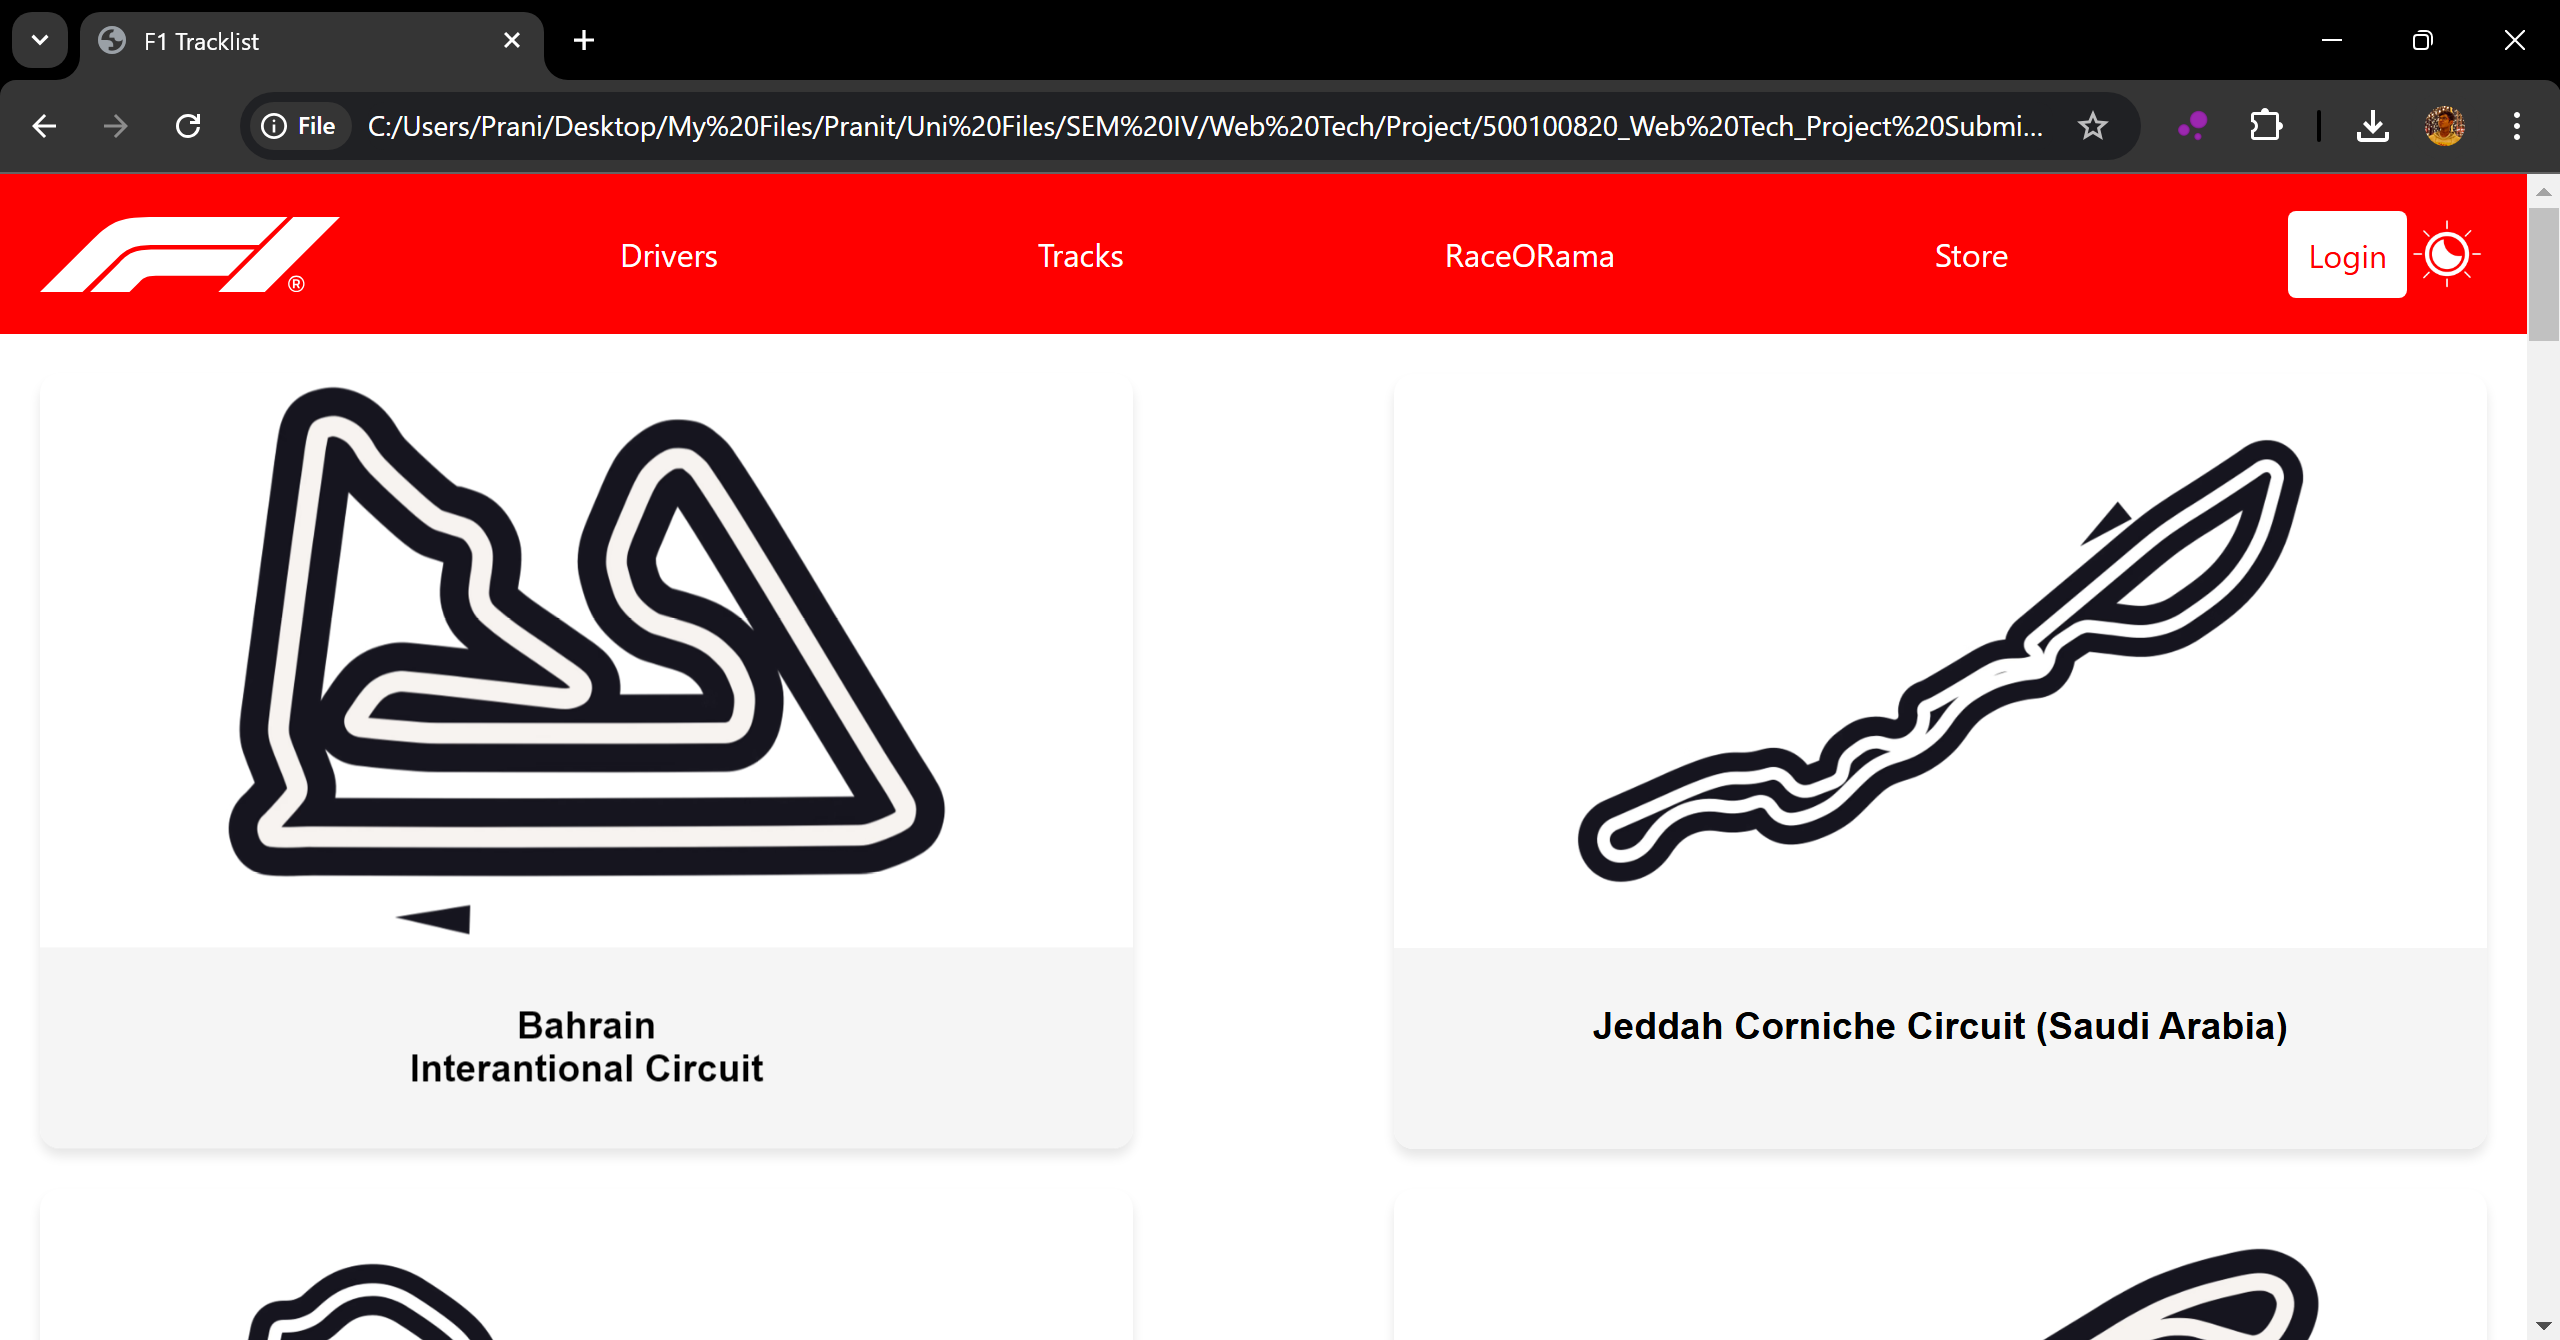 F1 Tracklist
File
C:/Users/Prani/Desktop/My%20Files/Pranit/Uni%20Files/SEM%20IV/Web%20Tech/Project/500100820_Web%20Tech_Project%20Submi...
F1®
Drivers
Tracks
RaceORama
Store
Login
Bahrain
Interantional Circuit
Jeddah Corniche Circuit (Saudi Arabia)